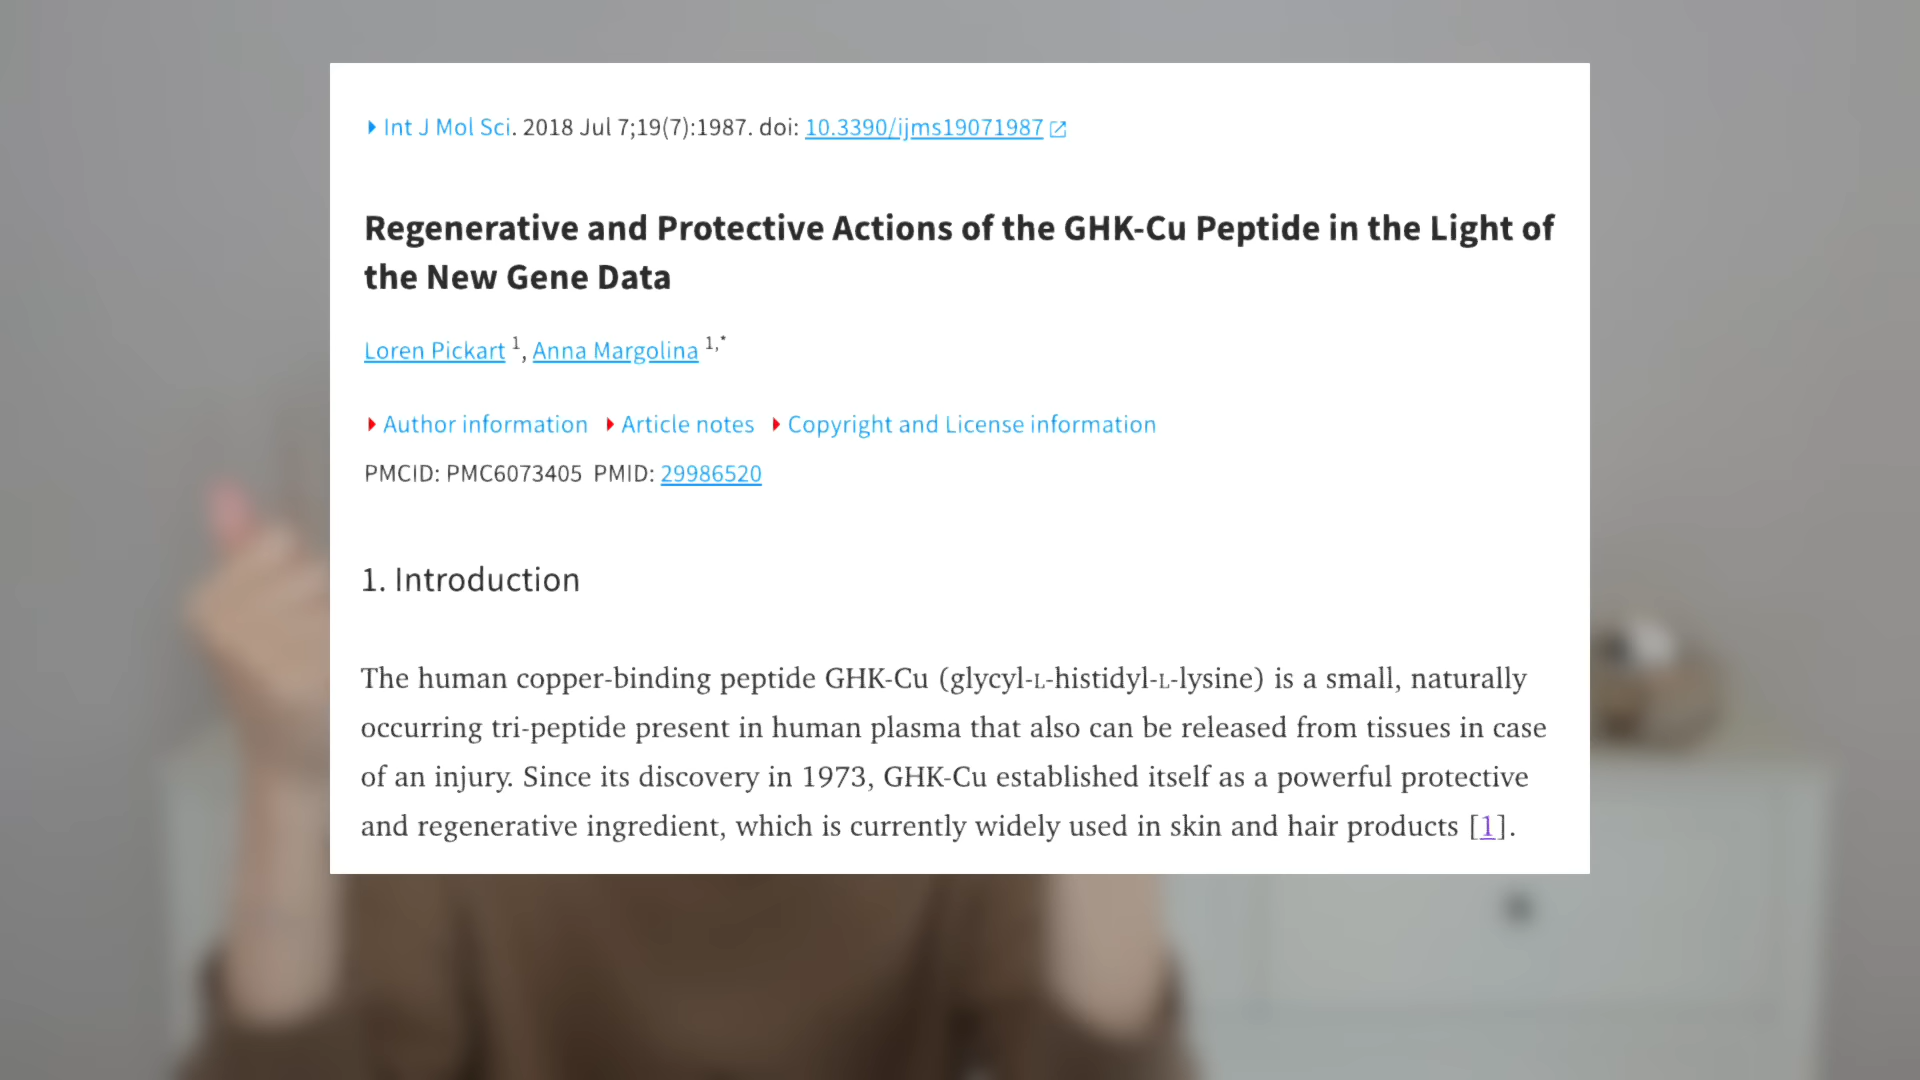 Int J Mol Sci. 2018 Jul 7;19(7):1987. doi: 10.3390/ijms19071987
Regenerative and Protective Actions of the GHK-Cu Peptide in the Light of
the New Gene Data
Loren Pickart 1, Anna Margolina 1,*
Author information Article notes Copyright and License information
PMCID: PMC6073405 PMID: 29986520
1. Introduction
The human copper-binding peptide GHK-Cu (glycyl-L-histidyl-L-lysine) is a small, naturally
occurring tri-peptide present in human plasma that also can be released from tissues in case
of an injury. Since its discovery in 1973, GHK-Cu established itself as a powerful protective
and regenerative ingredient, which is currently widely used in skin and hair products [1].